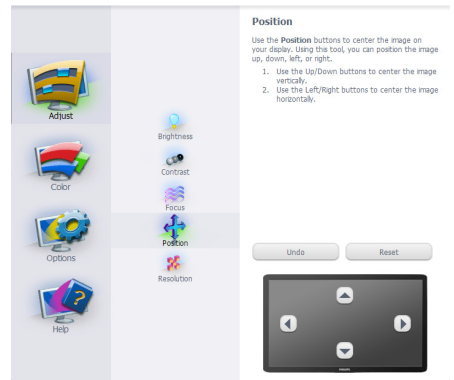 Adjust
Color
Options
Help
Brightness
Contrast
Focus
Position
Resolution
Position
Use the Position buttons to center the image on
your display. Using this tool, you can position the image
up, down, left, or right.
1. Use the Up/Down buttons to center the image
vertically.
2. Use the Left/Right buttons to center the image
horizontally.
Undo
Reset
PHILIPS